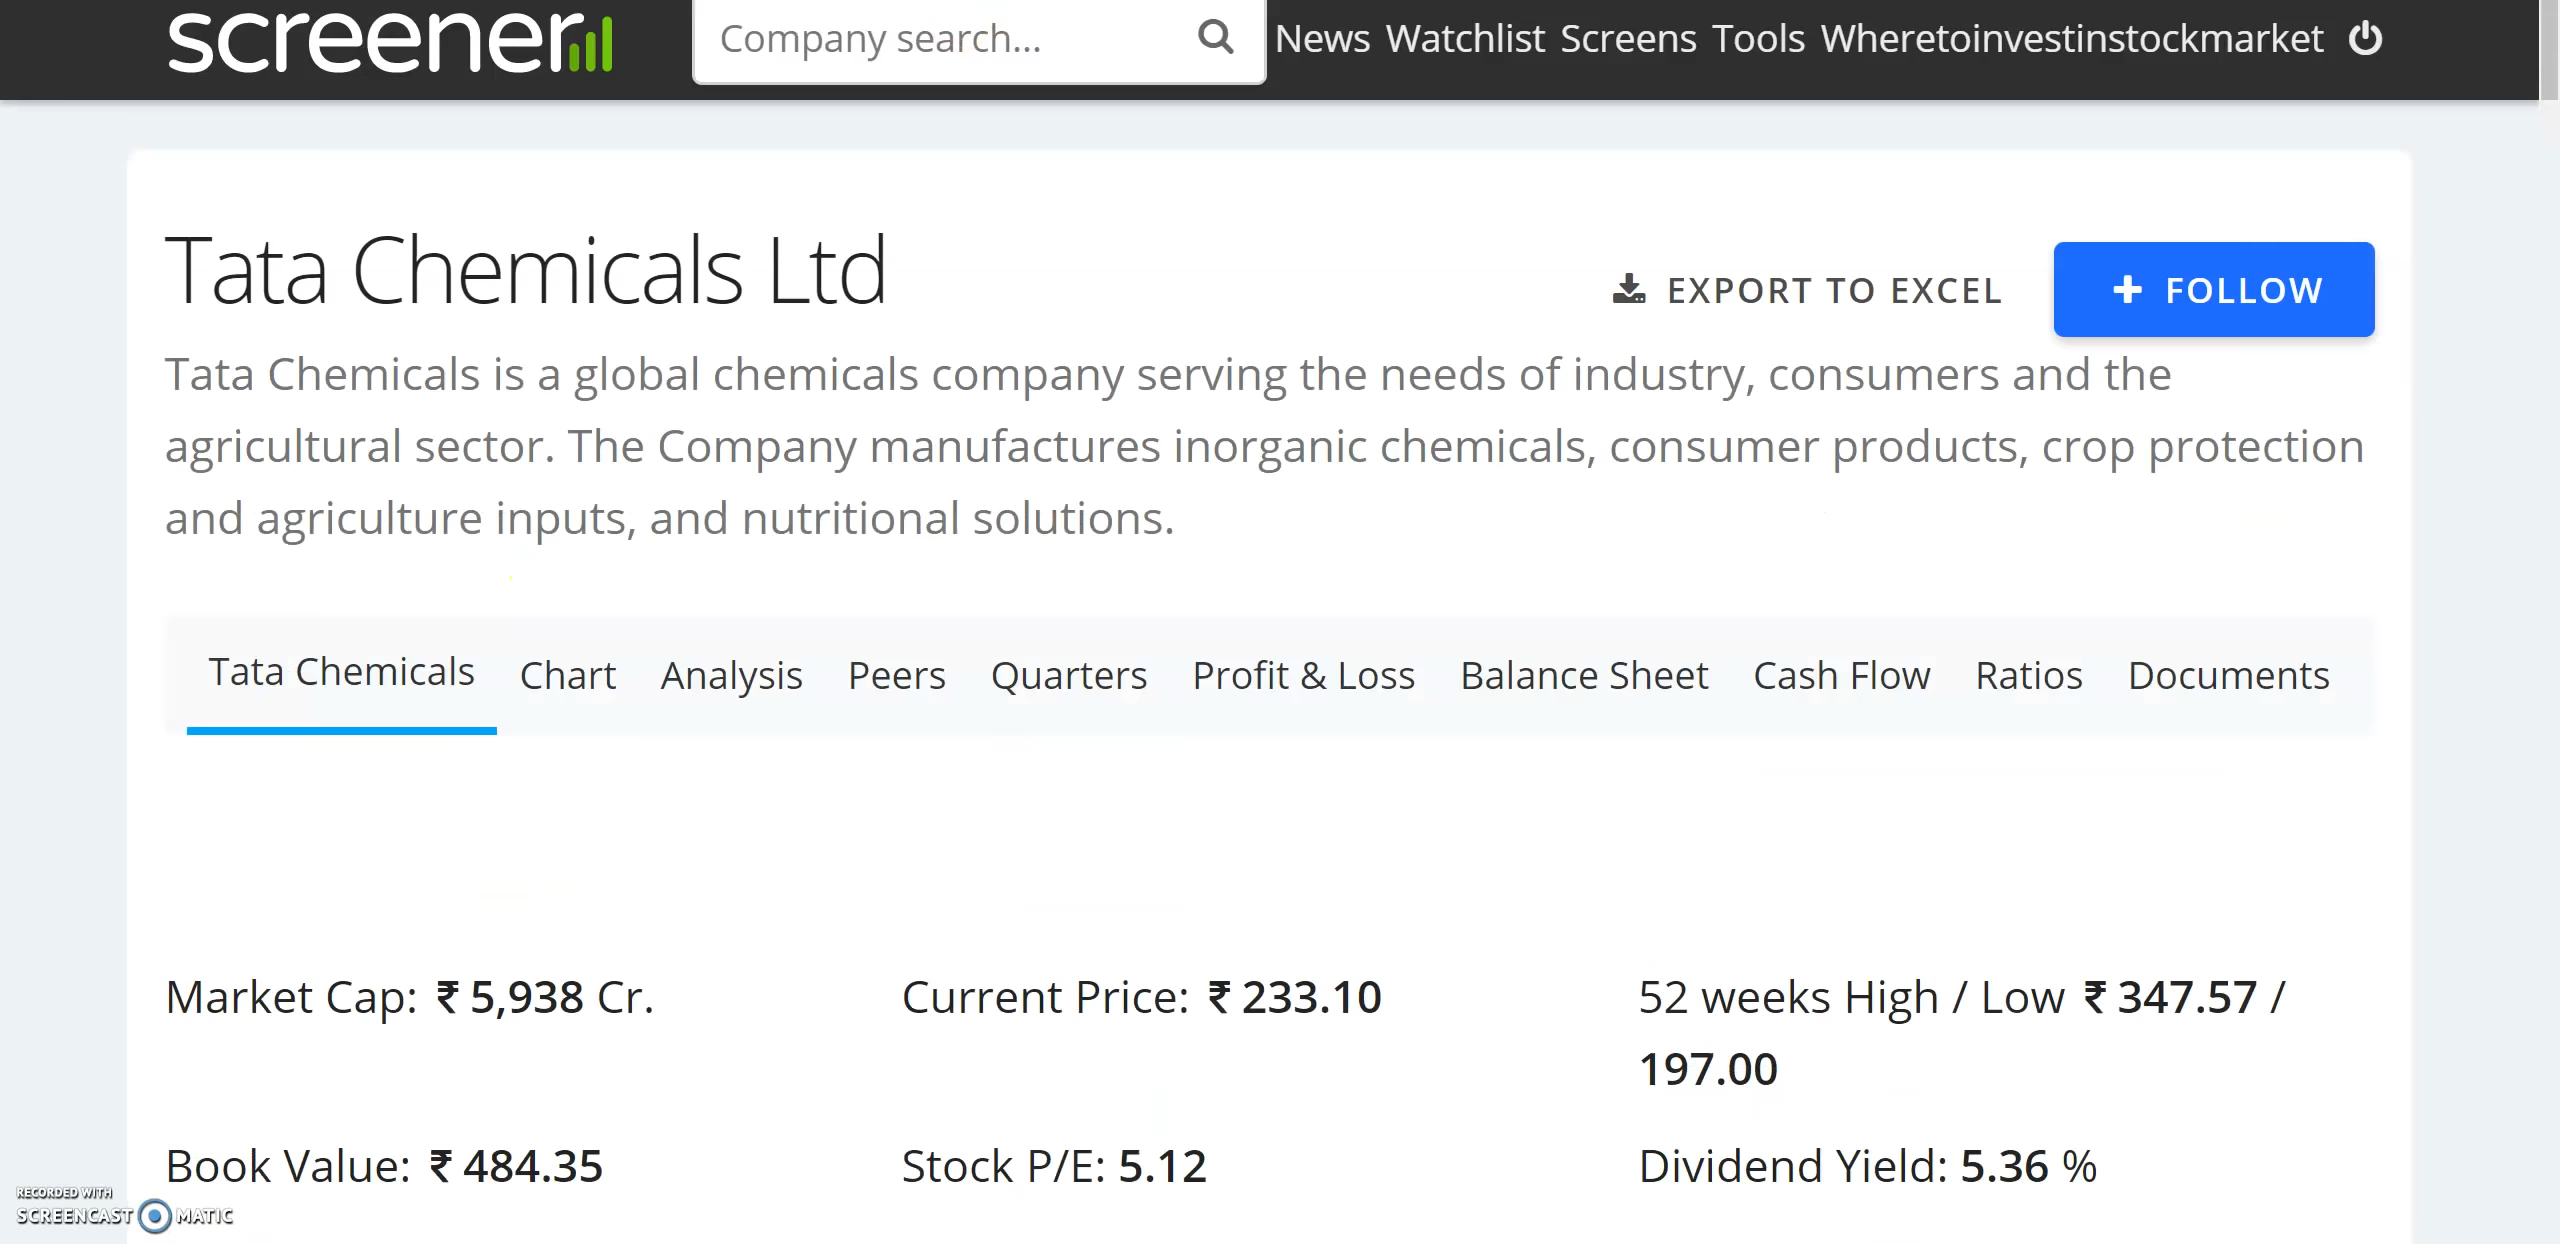 screener
Company search...
News Watchlist Screens Tools Wheretoinvestinstockmarket
Tata Chemicals Ltd
EXPORT TO EXCEL
FOLLOW
Tata Chemicals is a global chemicals company serving the needs of industry, consumers and the
agricultural sector. The Company manufactures inorganic chemicals, consumer products, crop protection
and agriculture inputs, and nutritional solutions.
Tata Chemicals Chart Analysis Peers Quarters Profit & Loss Balance Sheet Cash Flow Ratios Documents
Market Cap: ₹ 5,938 Cr.
Current Price: ₹ 233.10
52 weeks High / Low ₹ 347.57 /
197.00
Book Value: ₹ 484.35
Stock P/E: 5.12
Dividend Yield: 5.36 %
RECORDED WITH
SCREENCAST MATIC